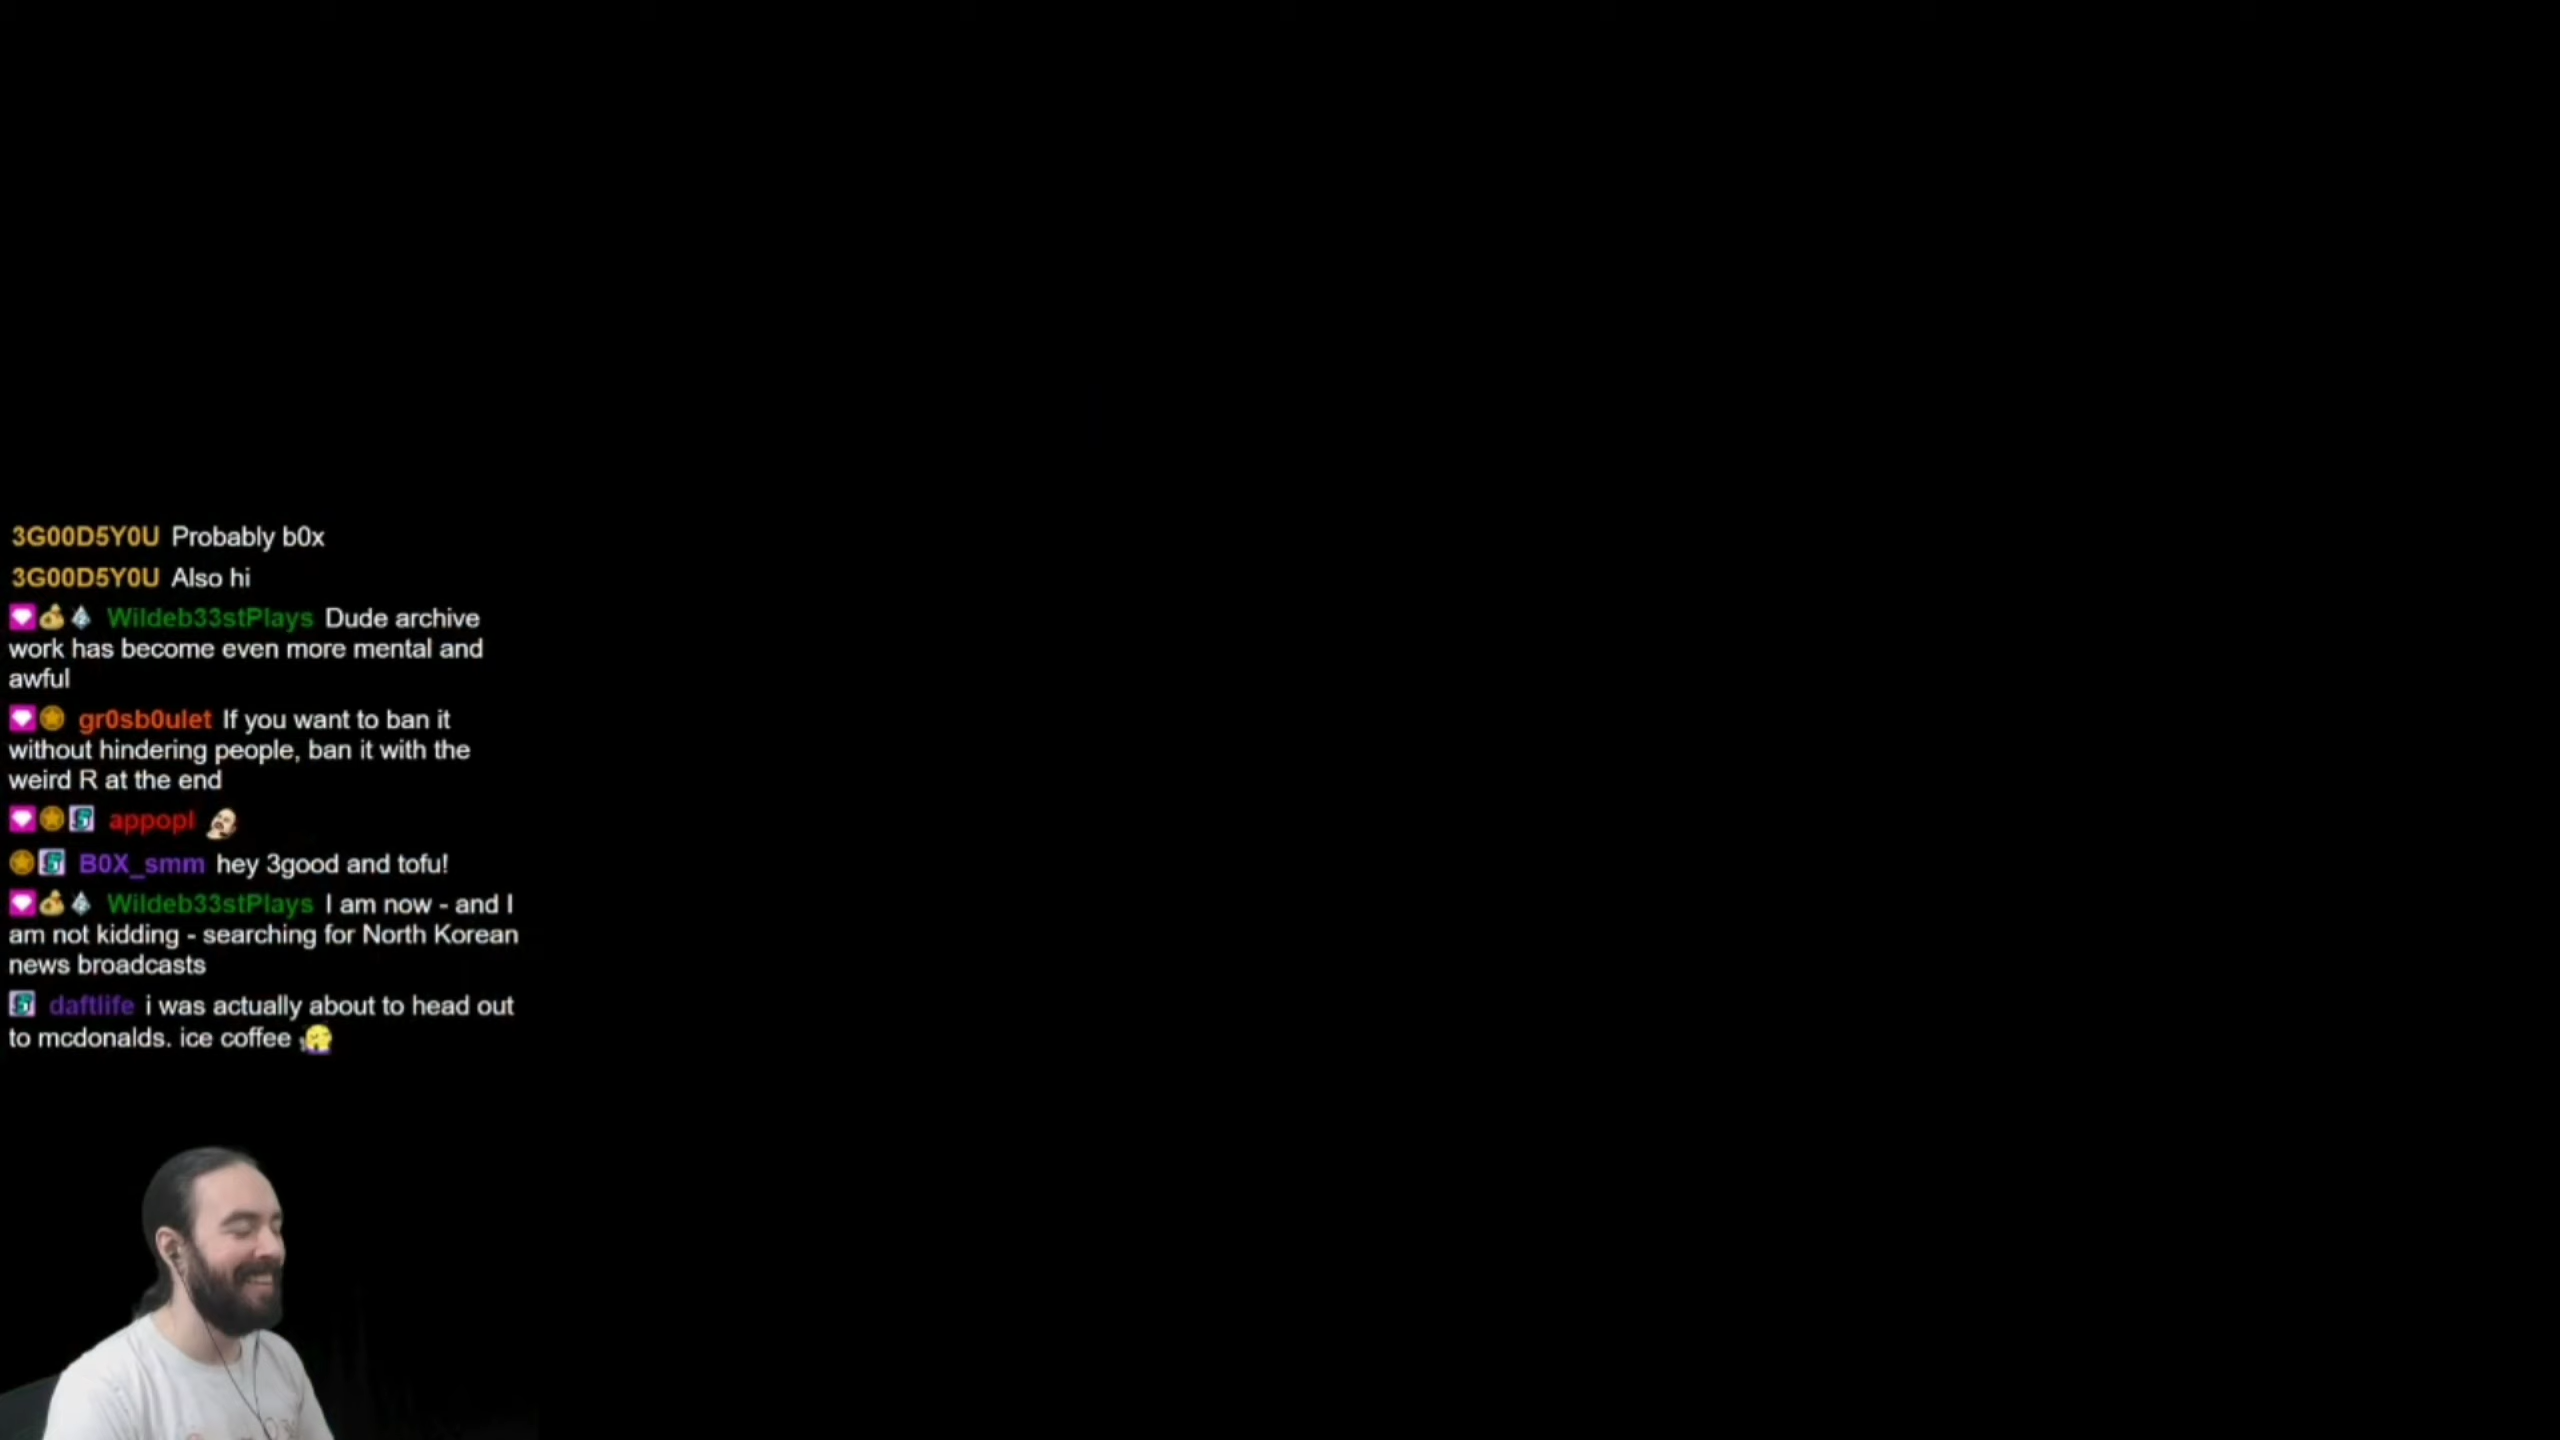 3G00D5Y0U Probably b0x
3G00D5Y0U Also hi
Wildeb33stPlays Dude archive
work has become even more mental and
awful
gr0sb0ulet If you want to ban it
without hindering people, ban it with the
weird R at the end
appopl
B0X_smm hey 3good and tofu!
Wildeb33stPlays I am now - and I
am not kidding - searching for North Korean
news broadcasts
daftlife i was actually about to head out
to mcdonalds. ice coffee